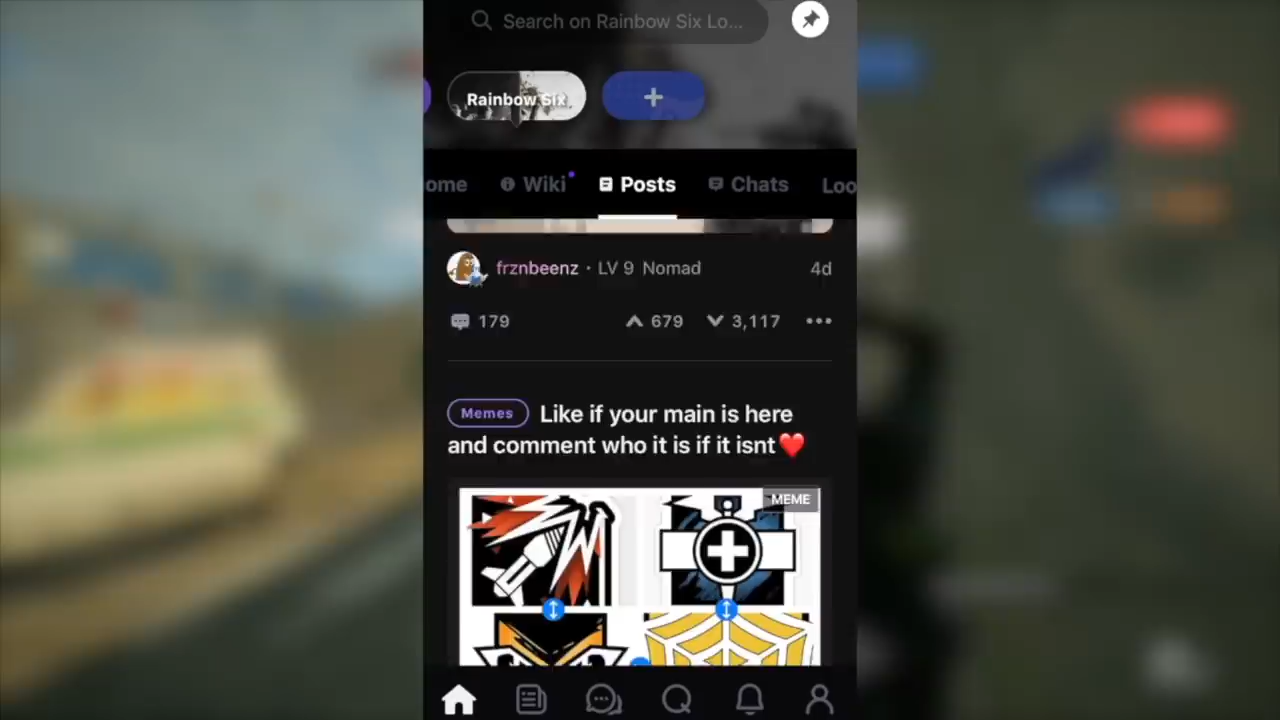 Search on Rainbow Six Lo...
Rainbow Six
ome Wiki Posts Chats Loo
frznbeenz · LV 9 Nomad 4d
179 679 3,117
Memes Like if your main is here
and comment who it is if it isnt
MEME